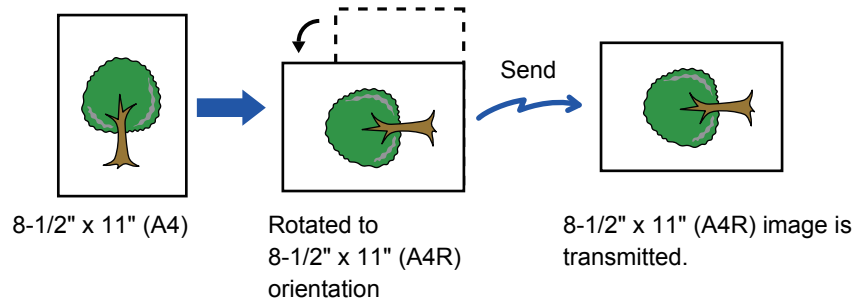 Send
8-1/2" x 11" (A4)
Rotated to
8-1/2" x 11" (A4R)
orientation
8-1/2" x 11" (A4R) image is
transmitted.